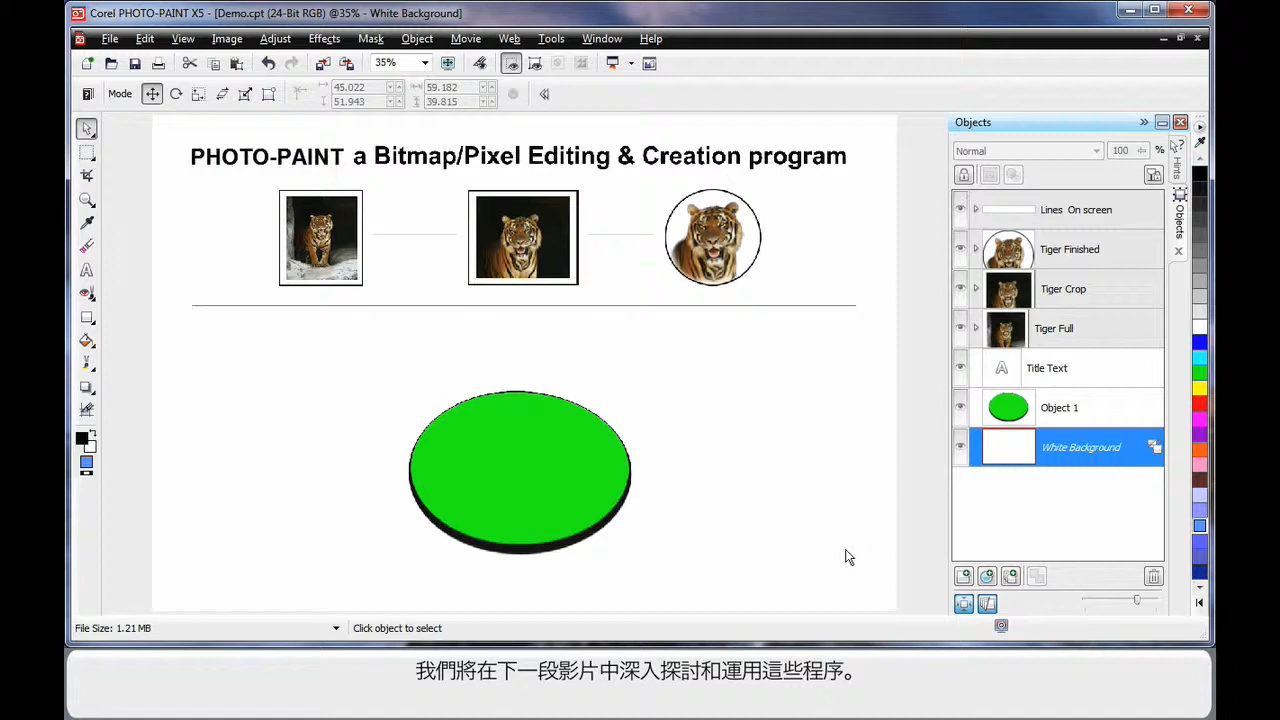 Corel PHOTO-PAINT X5 - [Demo.cpt (24-Bit RGB) @35% - White Background]
File Edit View Image Adjust Effects Mask Object Movie Web Tools Window Help
35%
Mode 45.022 59.182
51.943 39.815
Objects
Normal 100 %
Hints
Objects
PHOTO-PAINT a Bitmap/Pixel Editing & Creation program
Lines On screen
Tiger Finished
Tiger Crop
Tiger Full
A Title Text
Object 1
White Background
File Size: 1.21 MB Click object to select
我們將在下一段影片中深入探討和運用這些程序。